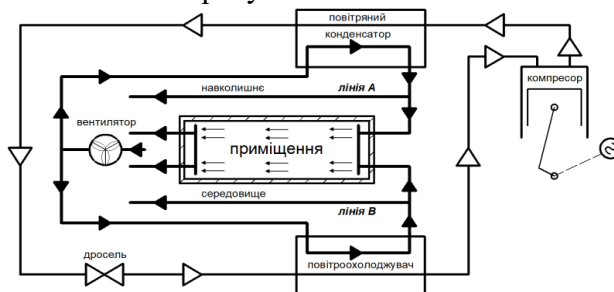 повітряний
конденсатор
навколишнє
лінія А
компресор
вентилятор
приміщення
середовище
лінія В
дросель
повітроохолоджувач